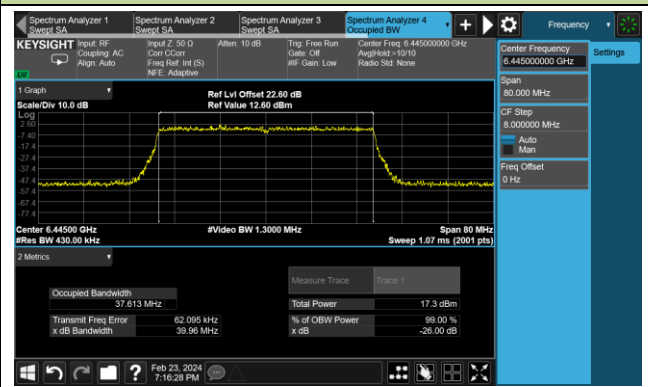 Spectrum Analyzer 1
Swept SA
Spectrum Analyzer 2
Swept SA
Spectrum Analyzer 3
Swept SA
Spectrum Analyzer 4
Occupied BW
Frequency
KEYSIGHT
Input: RF
Coupling: AC
Align: Auto
Input Z: 50 Ω
Corr CCorr
Freq Ref: Int (S)
NFE: Adaptive
Atten: 10 dB
Trig: Free Run
Gate: Off
#IF Gain: Low
Center Freq: 6.445000000 GHz
Avg|Hold:>10/10
Radio Std: None
LXI
Center Frequency
6.445000000 GHz
Settings
Span
80.000 MHz
CF Step
8.000000 MHz
Auto
Man
Freq Offset
0 Hz
1 Graph
Scale/Div 10.0 dB
Ref Lvl Offset 22.60 dB
Ref Value 12.60 dBm
Log
2.60
-7.40
-17.4
-27.4
-37.4
-47.4
-57.4
-67.4
-77.4
Center 6.44500 GHz
#Video BW 1.3000 MHz
Span 80 MHz
#Res BW 430.00 kHz
Sweep 1.07 ms (2001 pts)
2 Metrics
Measure Trace
Trace 1
Occupied Bandwidth
37.613 MHz
Total Power
17.3 dBm
Transmit Freq Error
62.095 kHz
% of OBW Power
99.00 %
x dB Bandwidth
39.96 MHz
x dB
-26.00 dB
?
Feb 23, 2024
7:16:28 PM